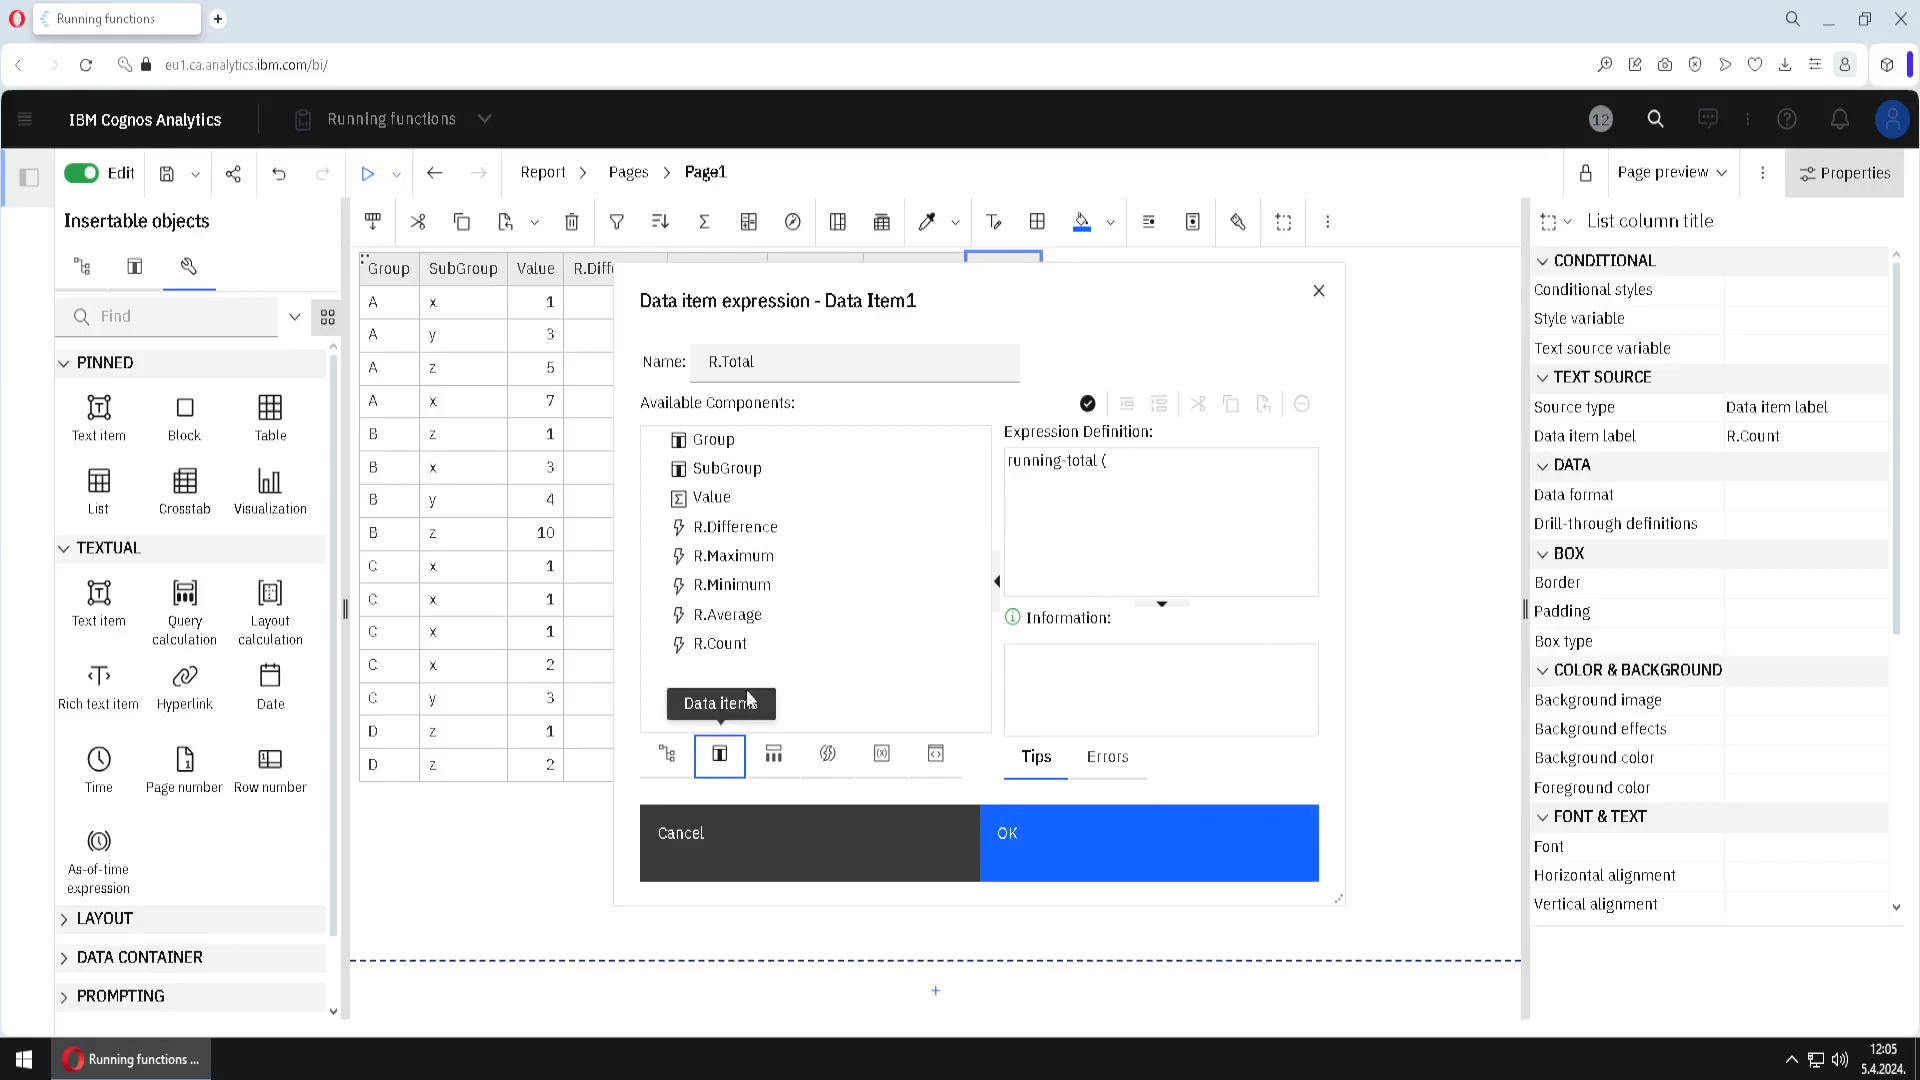 Running functions
eu1.ca.analytics.ibm.com/bi/
IBM Cognos Analytics
Running functions
12
Edit
Report
Pages
Page1
Page preview
Properties
Insertable objects
Find
PINNED
Text item
Block
Table
List
Crosstab
Visualization
TEXTUAL
Text item
Query calculation
Layout calculation
Rich text item
Hyperlink
Date
Time
Page number
Row number
As-of-time expression
LAYOUT
DATA CONTAINER
PROMPTING
Group SubGroup Value R.Diff
A x 1
A y 3
A z 5
A x 7
B z 1
B x 3
B y 4
B z 10
C x 1
C x 1
C x 1
C x 2
C y 3
D z 1
D z 2
Data item expression - Data Item1
Name: R.Total
Available Components:
Group
SubGroup
Value
R.Difference
R.Maximum
R.Minimum
R.Average
R.Count
Data items
Expression Definition:
running-total (
Information:
Tips
Errors
Cancel
OK
List column title
CONDITIONAL
Conditional styles
Style variable
Text source variable
TEXT SOURCE
Source type Data item label
Data item label R.Count
DATA
Data format
Drill-through definitions
BOX
Border
Padding
Box type
COLOR & BACKGROUND
Background image
Background effects
Background color
Foreground color
FONT & TEXT
Font
Horizontal alignment
Vertical alignment
Running functions ...
12:05
5.4.2024.